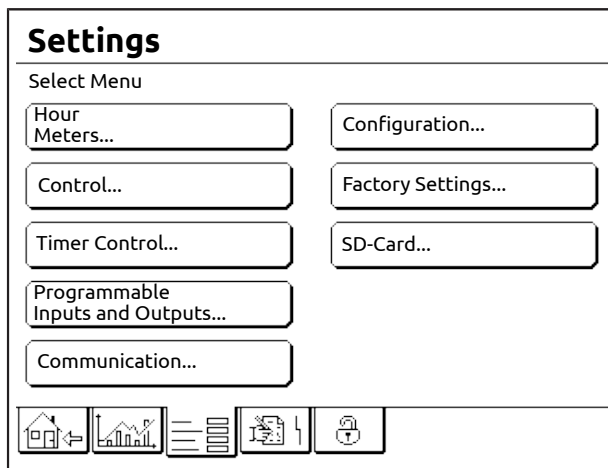 Settings
Select Menu
Hour
Meters...
Control...
Timer Control...
Programmable
Inputs and Outputs...
Communication...
Configuration...
Factory Settings...
SD-Card...